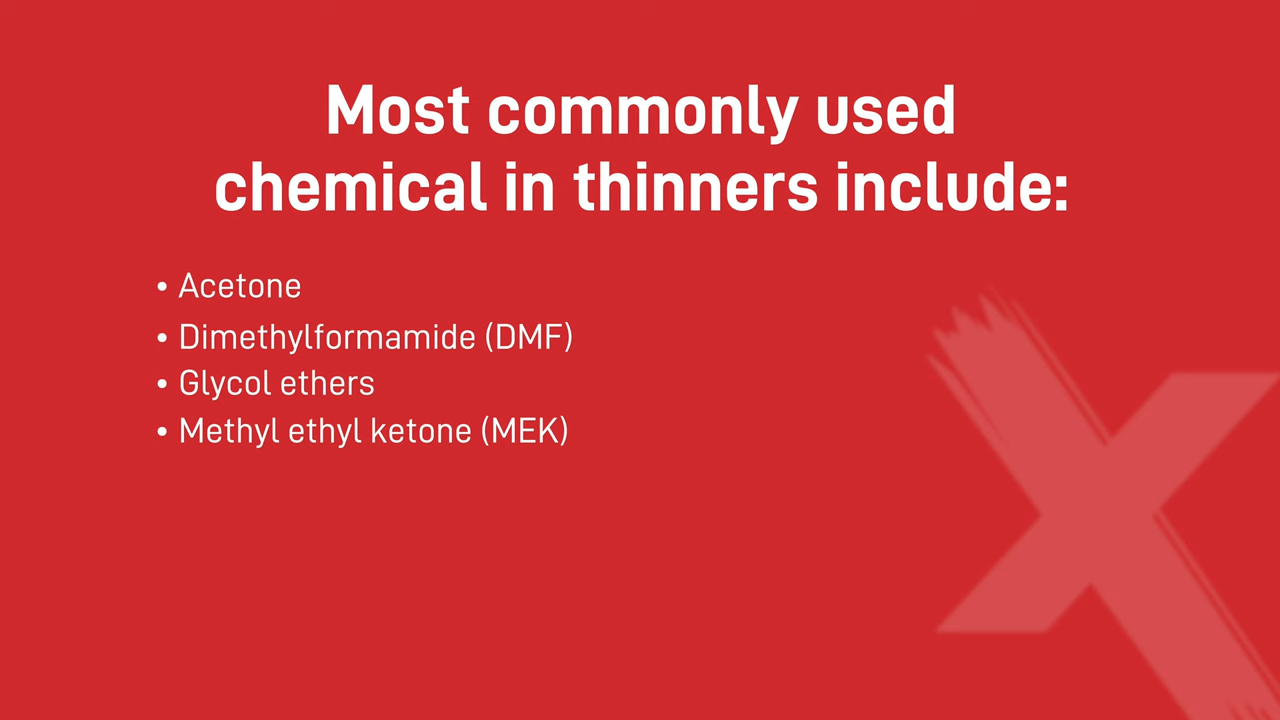 Most commonly used
chemical in thinners include:
• Acetone
• Dimethylformamide (DMF)
• Glycol ethers
• Methyl ethyl ketone (MEK)